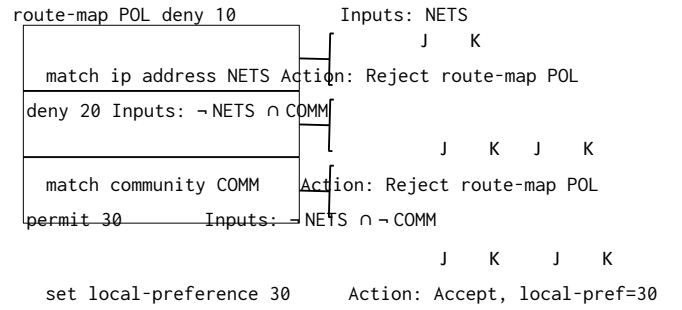 route-map POL deny 10 Inputs: NETS
J K
match ip address NETS Action: Reject route-map POL
deny 20 Inputs: ¬ NETS ∩ COMM
J K J K
match community COMM Action: Reject route-map POL
permit 30 Inputs: ¬ NETS ∩ ¬ COMM
J K J K
set local-preference 30 Action: Accept, local-pref=30